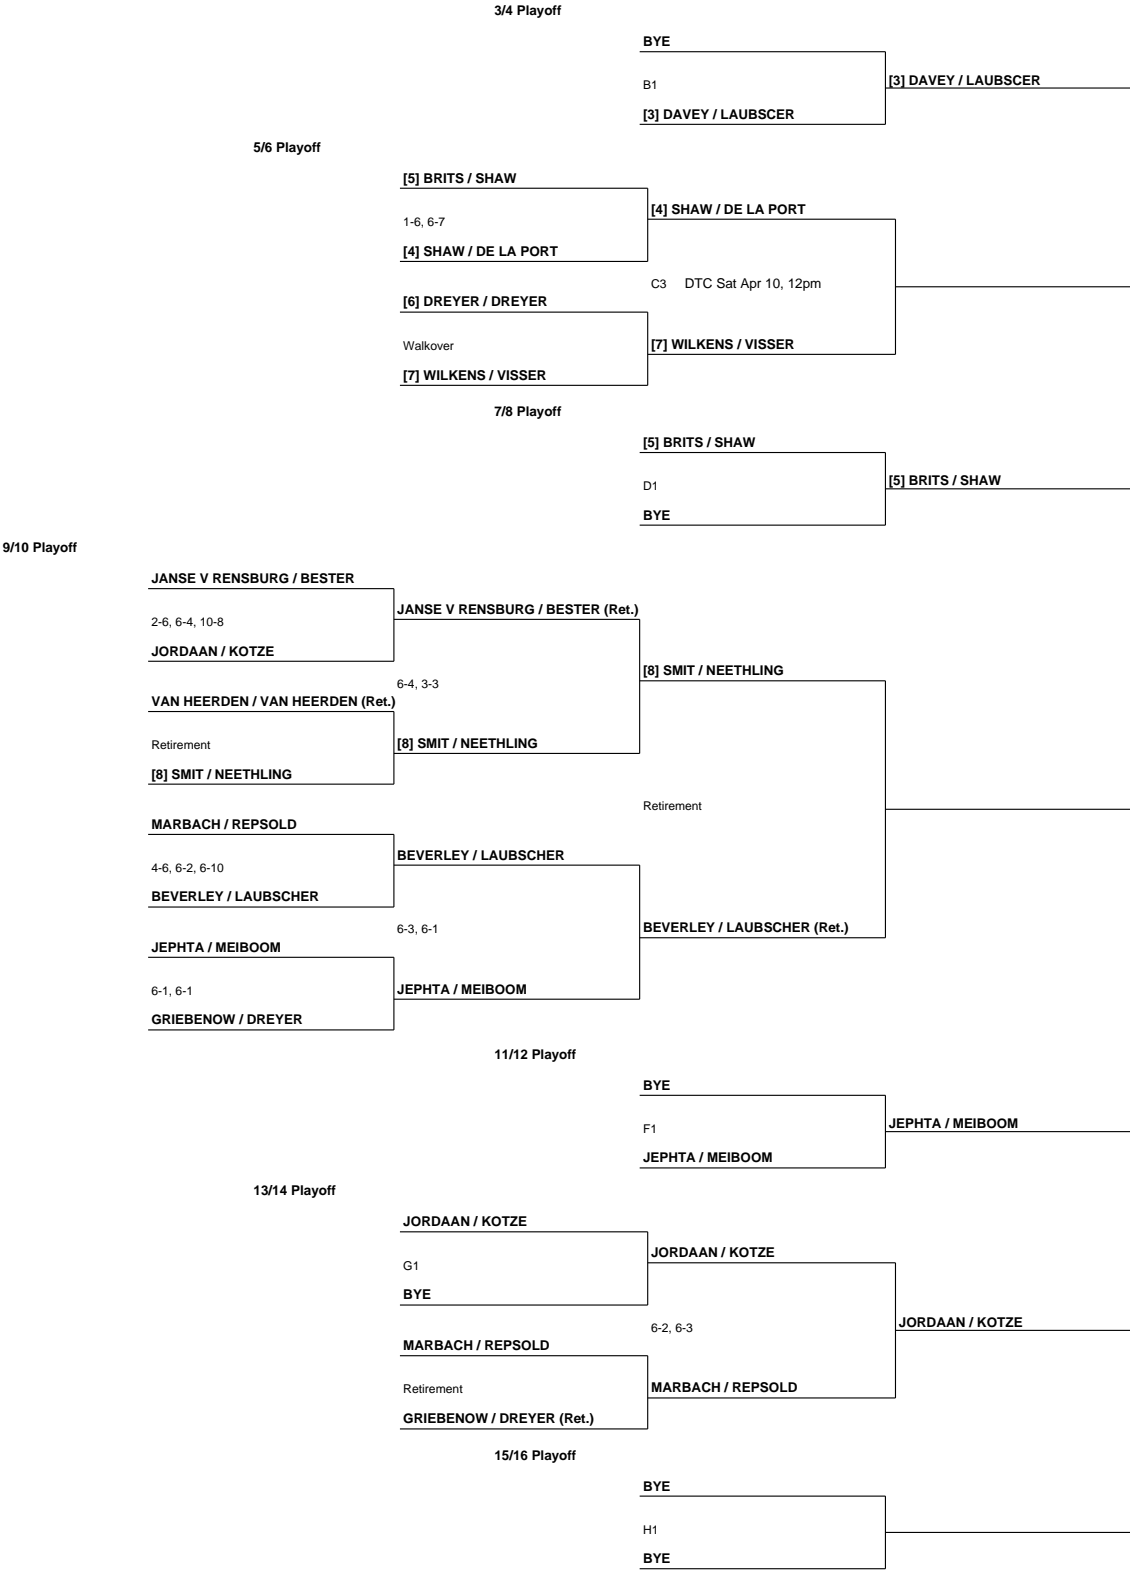 3/4 Playoff
BYE
B1
[3] DAVEY / LAUBSCER
[3] DAVEY / LAUBSCER
5/6 Playoff
[5] BRITS / SHAW
1-6, 6-7
[4] SHAW / DE LA PORT
[4] SHAW / DE LA PORT
C3 DTC Sat Apr 10, 12pm
[6] DREYER / DREYER
Walkover
[7] WILKENS / VISSER
[7] WILKENS / VISSER
7/8 Playoff
[5] BRITS / SHAW
D1
[5] BRITS / SHAW
BYE
9/10 Playoff
JANSE V RENSBURG / BESTER
JANSE V RENSBURG / BESTER (Ret.)
2-6, 6-4, 10-8
JORDAAN / KOTZE
[8] SMIT / NEETHLING
6-4, 3-3
VAN HEERDEN / VAN HEERDEN (Ret.)
Retirement
[8] SMIT / NEETHLING
[8] SMIT / NEETHLING
Retirement
MARBACH / REPSOLD
BEVERLEY / LAUBSCHER
4-6, 6-2, 6-10
BEVERLEY / LAUBSCHER
6-3, 6-1
BEVERLEY / LAUBSCHER (Ret.)
JEPHTA / MEIBOOM
6-1, 6-1
JEPHTA / MEIBOOM
GRIEBENOW / DREYER
11/12 Playoff
BYE
F1
JEPHTA / MEIBOOM
JEPHTA / MEIBOOM
13/14 Playoff
JORDAAN / KOTZE
JORDAAN / KOTZE
G1
BYE
6-2, 6-3
JORDAAN / KOTZE
MARBACH / REPSOLD
Retirement
MARBACH / REPSOLD
GRIEBENOW / DREYER (Ret.)
15/16 Playoff
BYE
H1
BYE